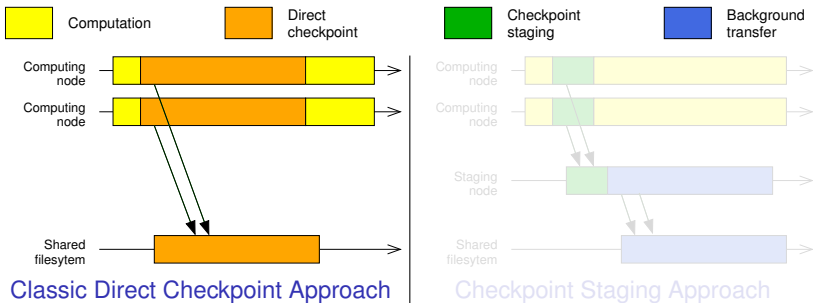 Computation
Direct
checkpoint
Checkpoint
staging
Background
transfer
Computing
node
Computing
node
Shared
filesytem
Classic Direct Checkpoint Approach
Computing
node
Computing
node
Staging
node
Shared
filesytem
Checkpoint Staging Approach